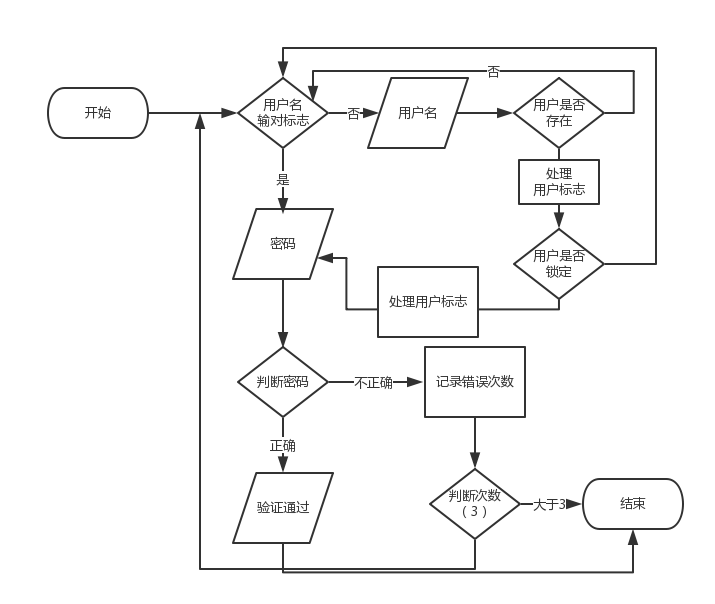 开始
用户名
输对标志
否
用户名
否
用户是否
存在
处理
用户标志
是
密码
用户是否
锁定
处理用户标志
判断密码
不正确
记录错误次数
正确
验证通过
判断次数
（3）
大于3
结束